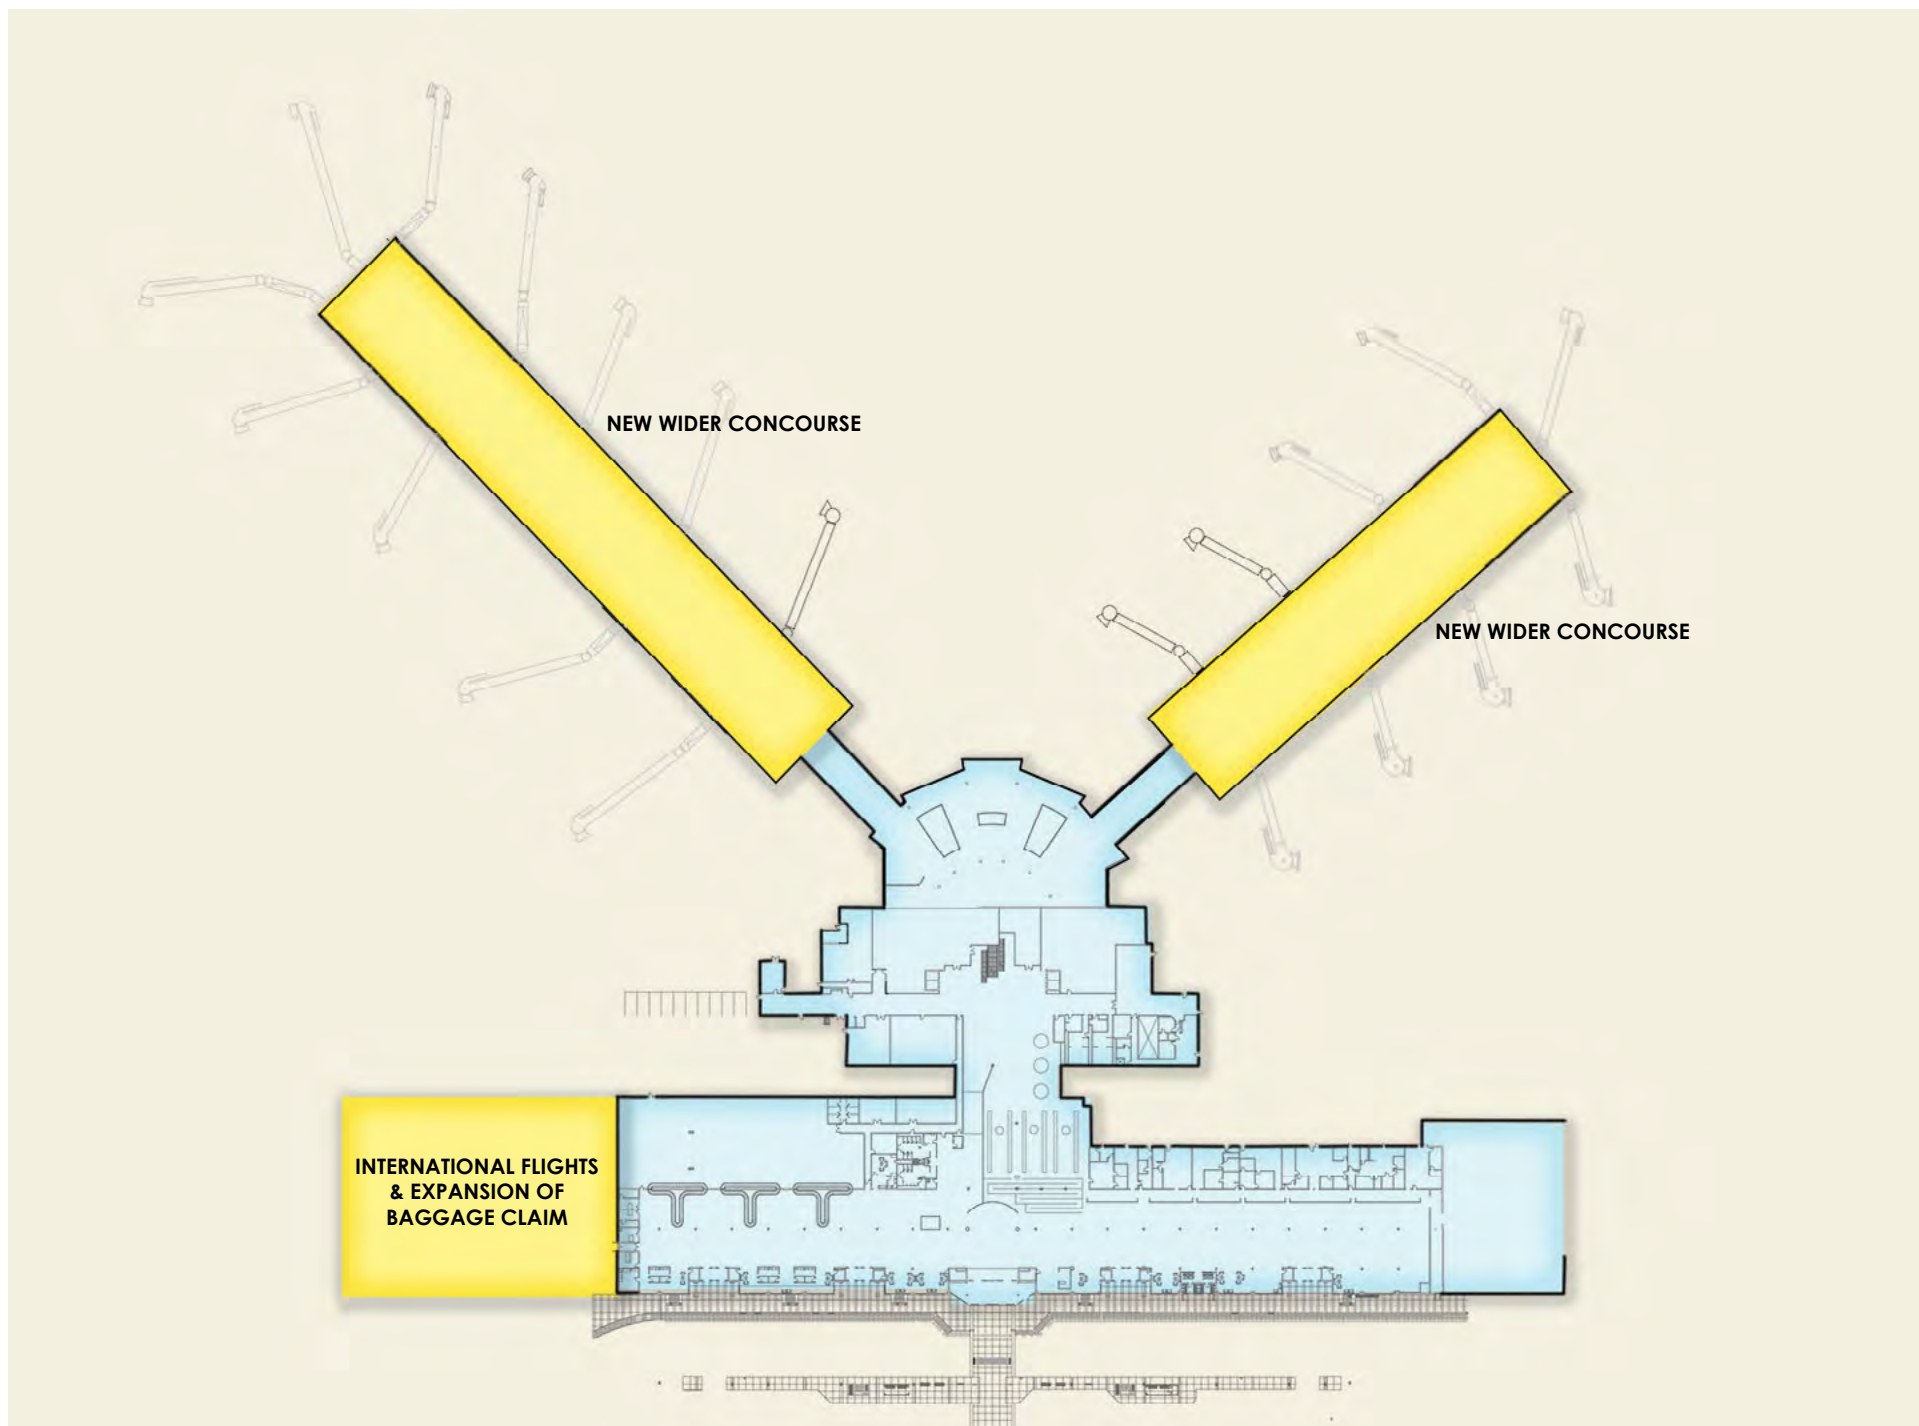 NEW WIDER CONCOURSE
NEW WIDER CONCOURSE
INTERNATIONAL FLIGHTS
& EXPANSION OF
BAGGAGE CLAIM